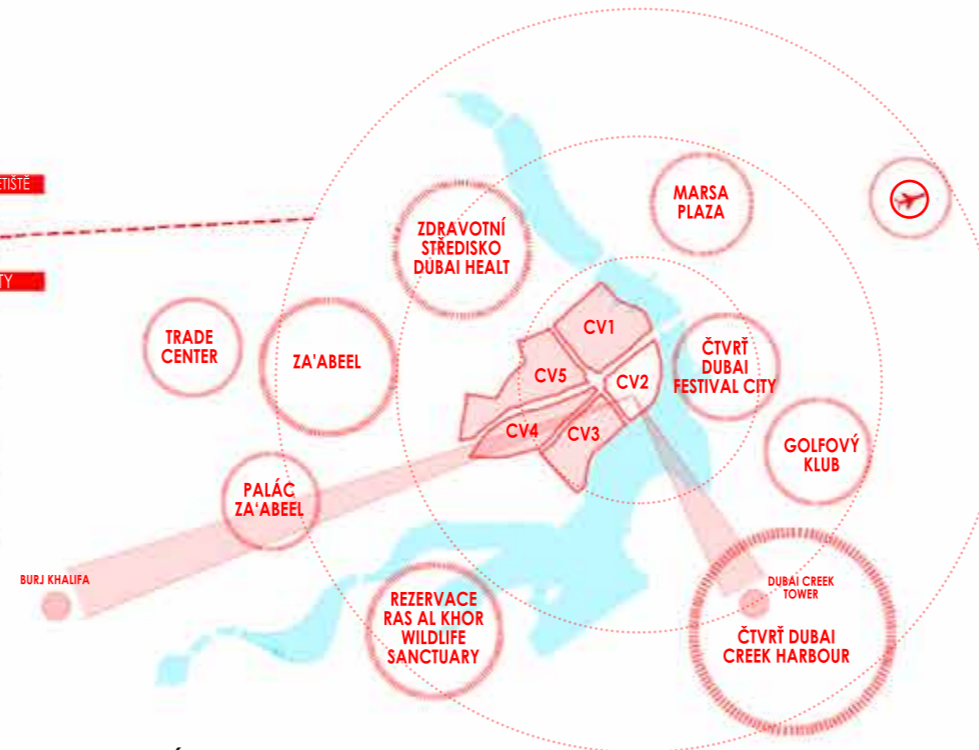 ETIŠTĚ
MARSA
PLAZA
ZDRAVOTNÍ
STŘEDISKO
DUBAI HEALT
TY
CV1
TRADE
CENTER
ZA'ABEEL
ČTVRŤ
DUBAI
FESTIVAL CITY
CV5
CV2
CV4
CV3
GOLFOVÝ
KLUB
PALÁC
ZA'ABEEL
BURJ KHALIFA
DUBAI CREEK
TOWER
REZERVACE
RAS AL KHOR
WILDLIFE
SANCTUARY
ČTVRŤ DUBAI
CREEK HARBOUR